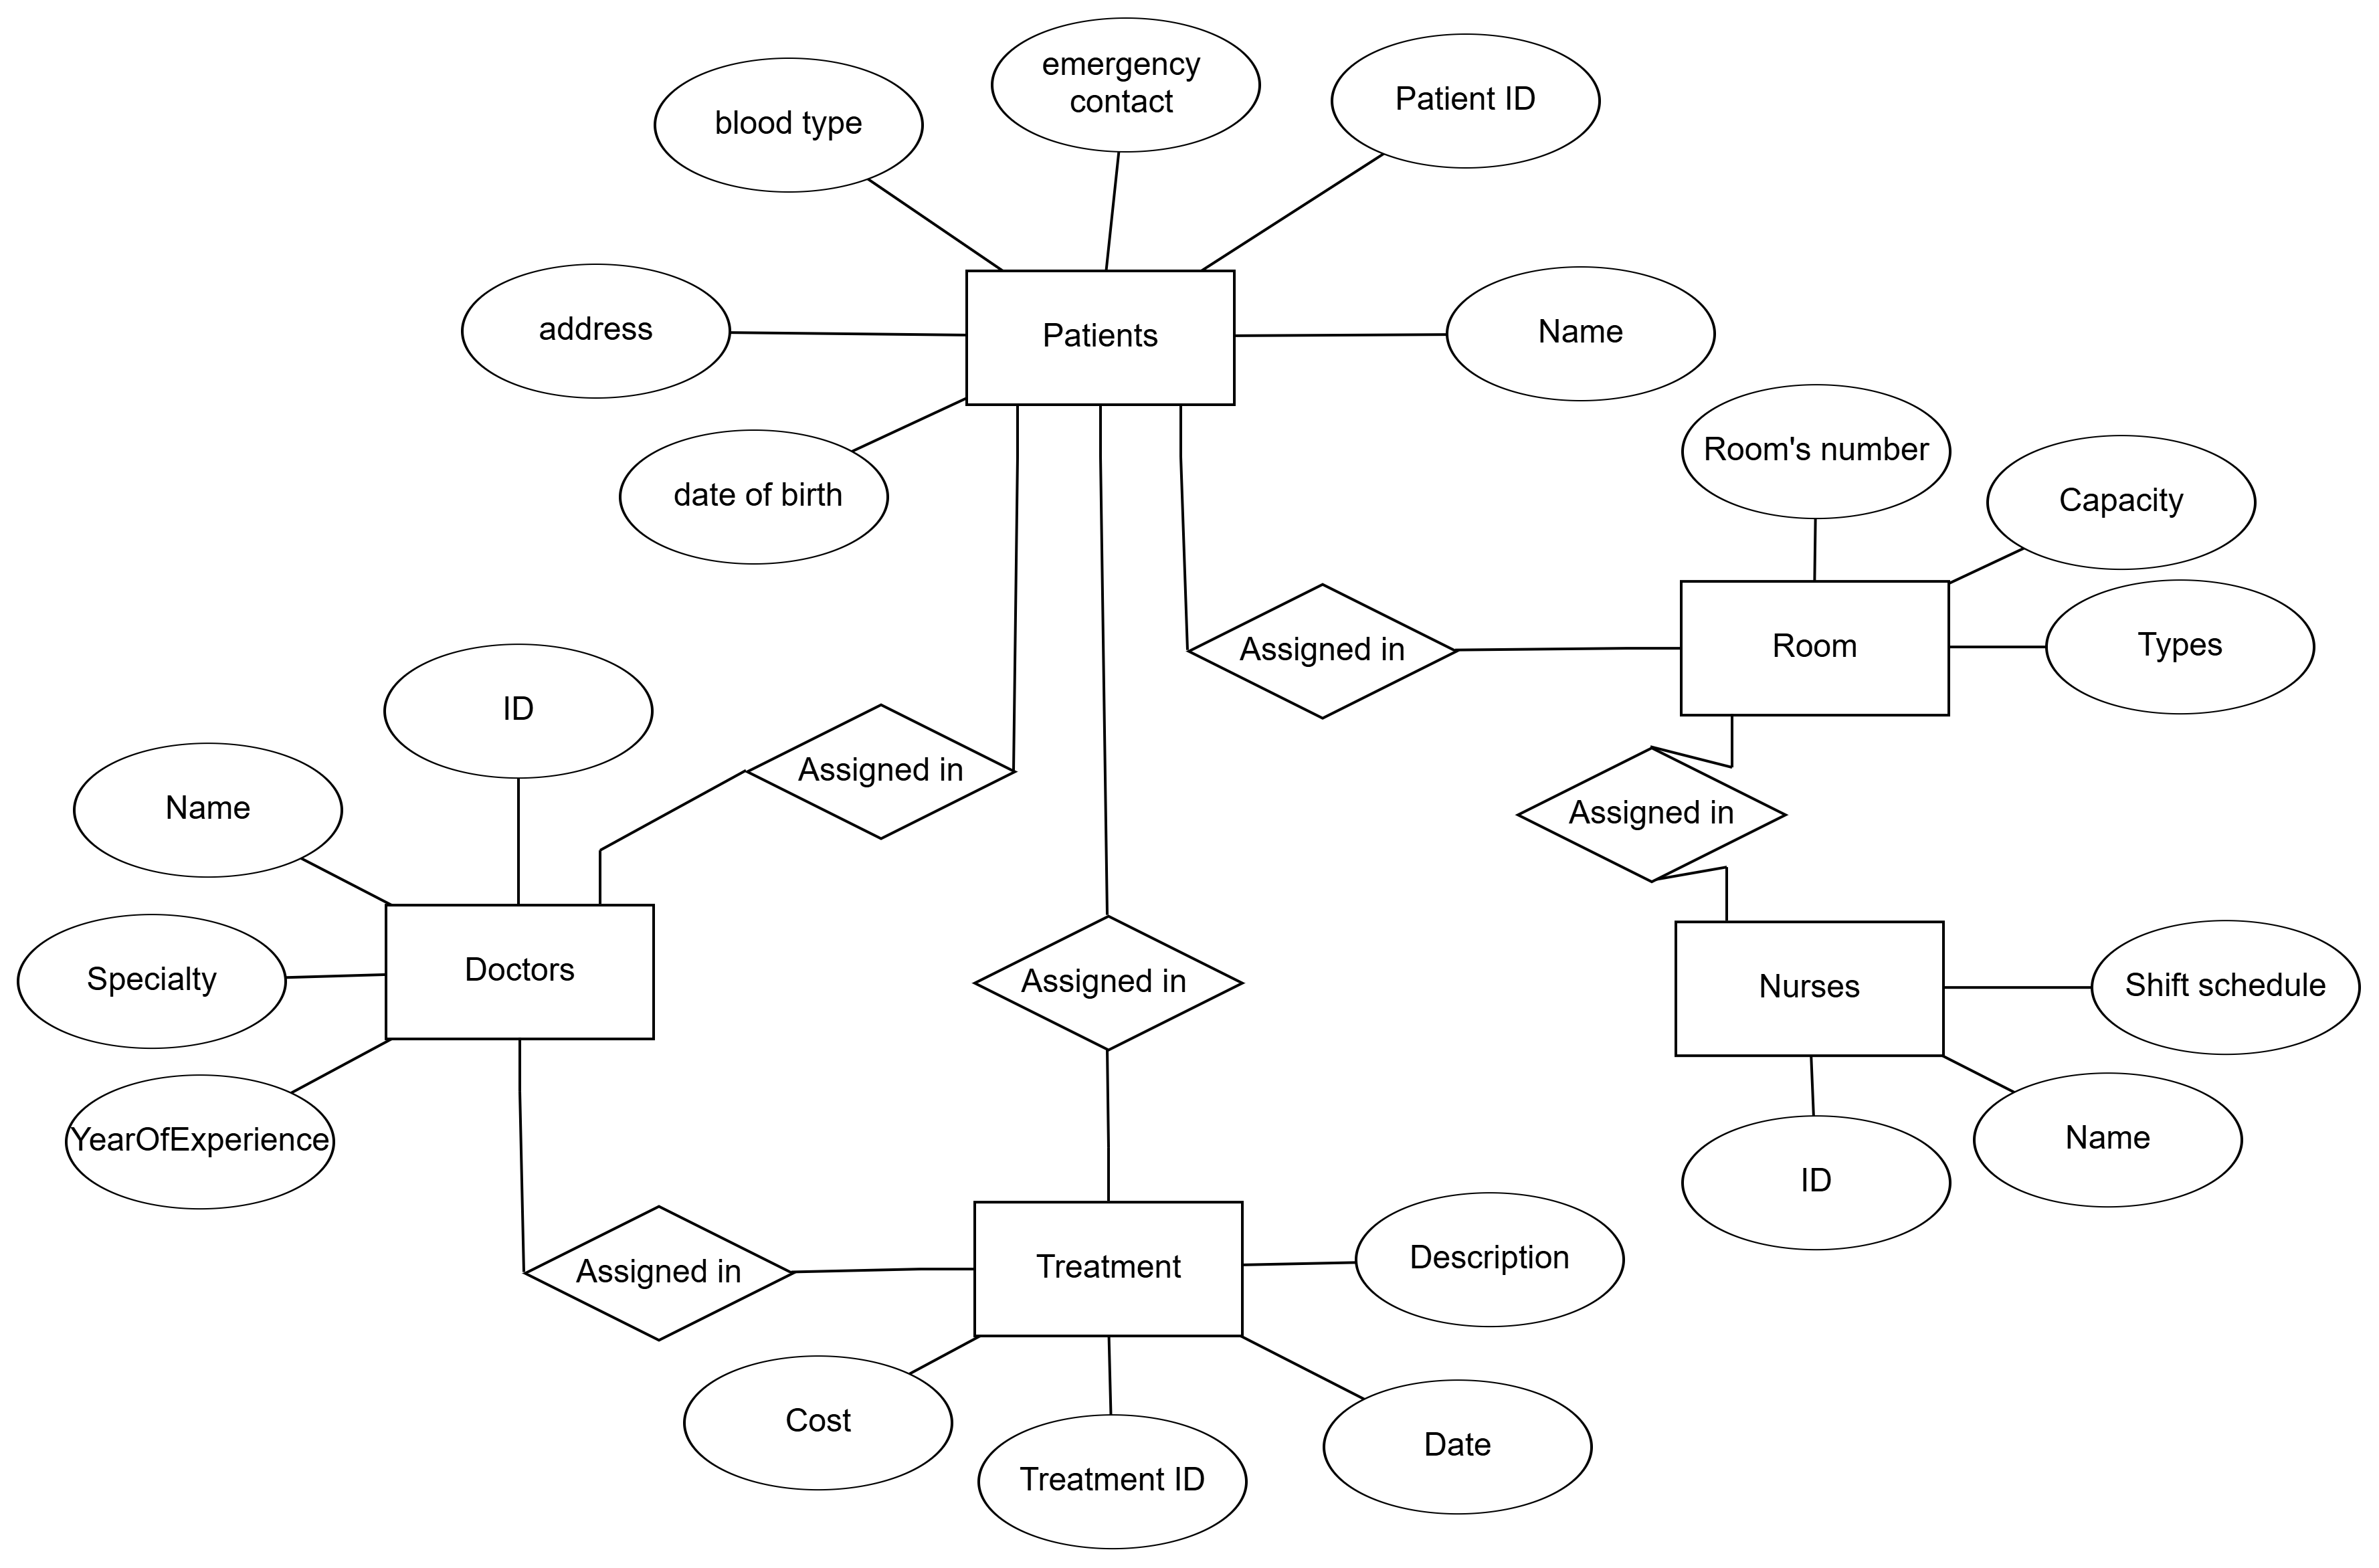 emergency
contact
Patient ID
blood type
address
Patients
Name
date of birth
Room's number
Capacity
Assigned in
Room
Types
ID
Assigned in
Name
Assigned in
Specialty
Doctors
Assigned in
Nurses
Shift schedule
YearOfExperience
Name
ID
Assigned in
Treatment
Description
Cost
Treatment ID
Date